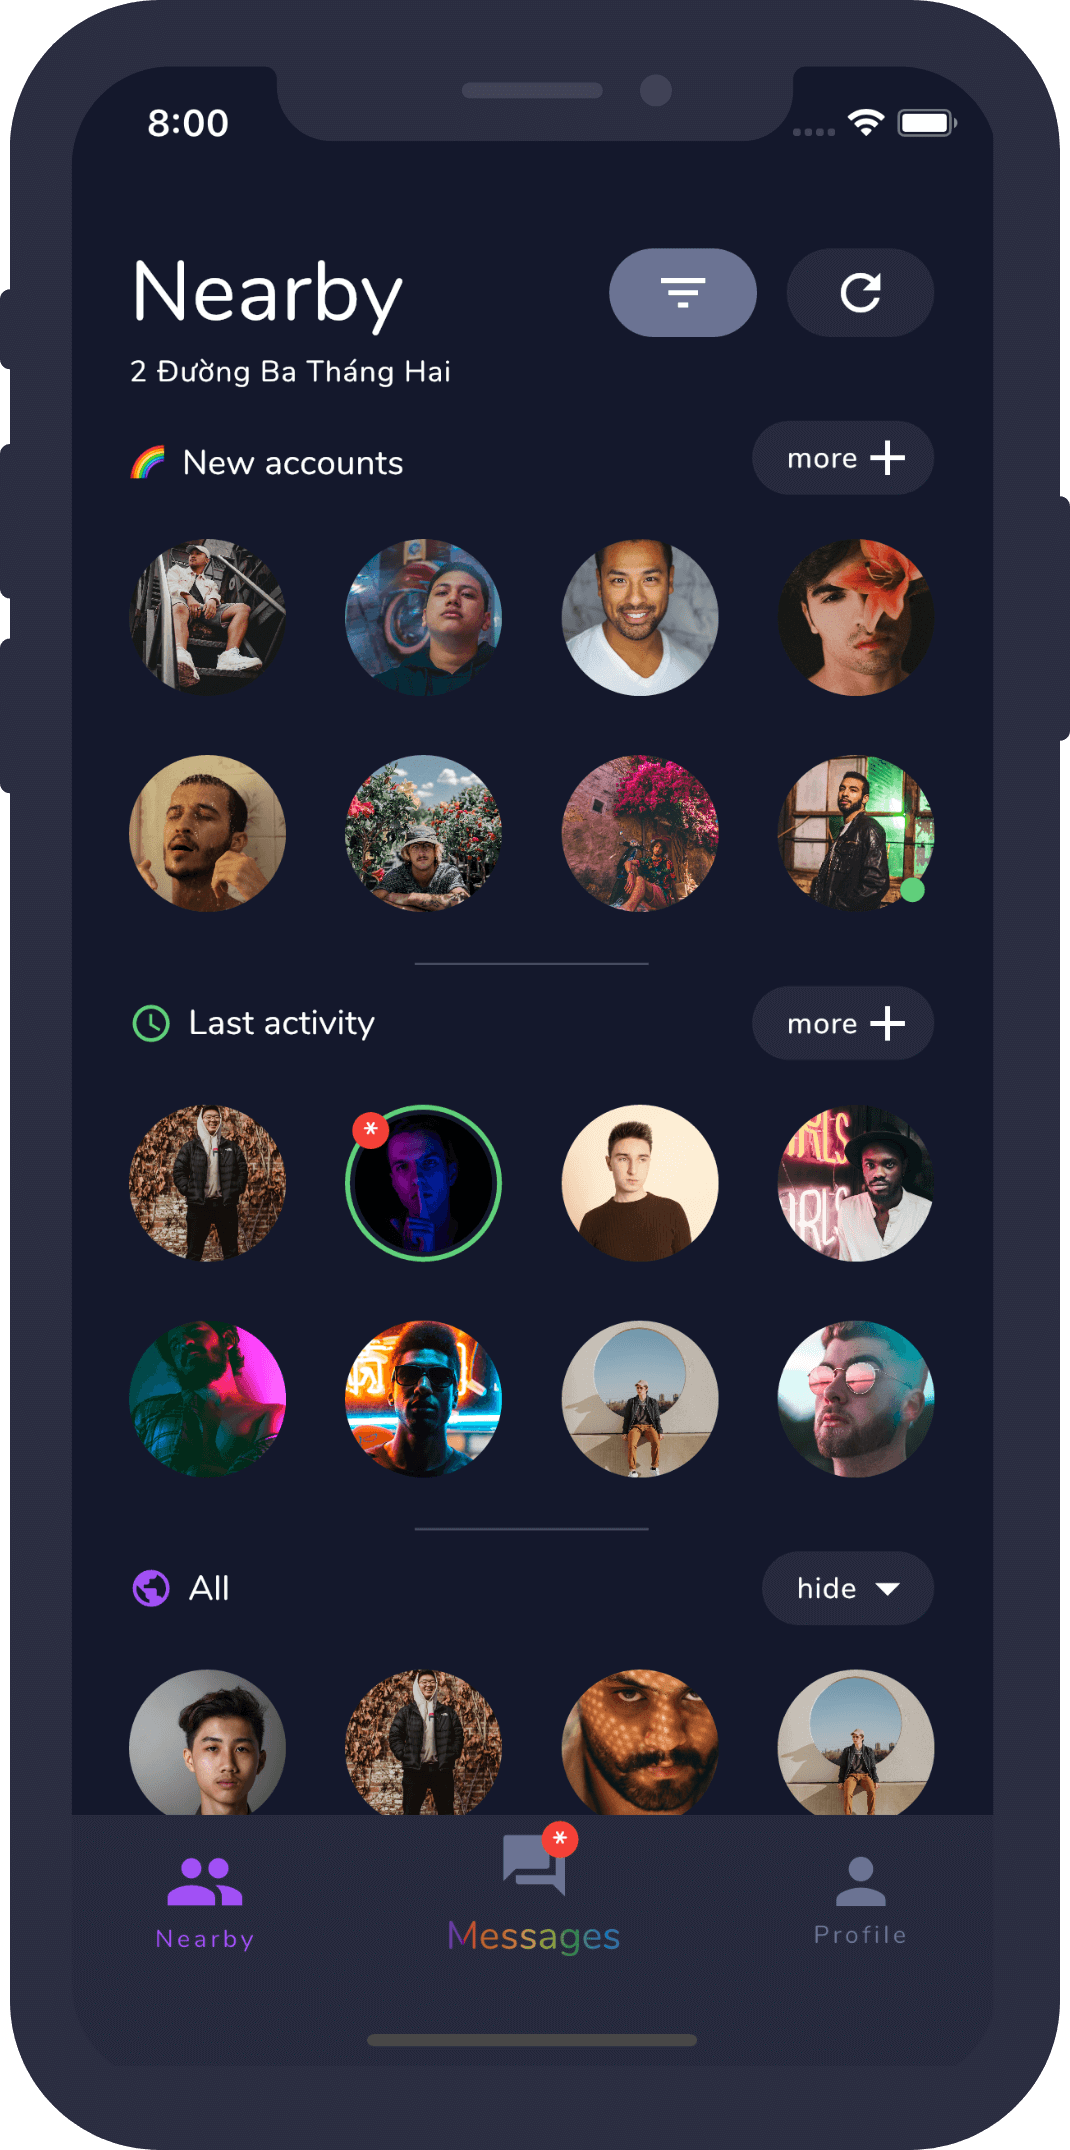 8:00
Nearby
2 Đường Ba Tháng Hai
New accounts
more
Last activity
more
*
All
hide
*
Nearby
Messages
Profile